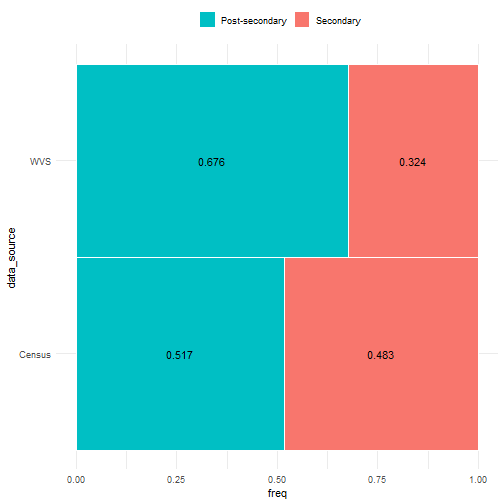 Post-secondary Secondary
WVS 0.676 0.324
data_source
Census 0.517 0.483
0.00 0.25 0.50 0.75 1.00
freq